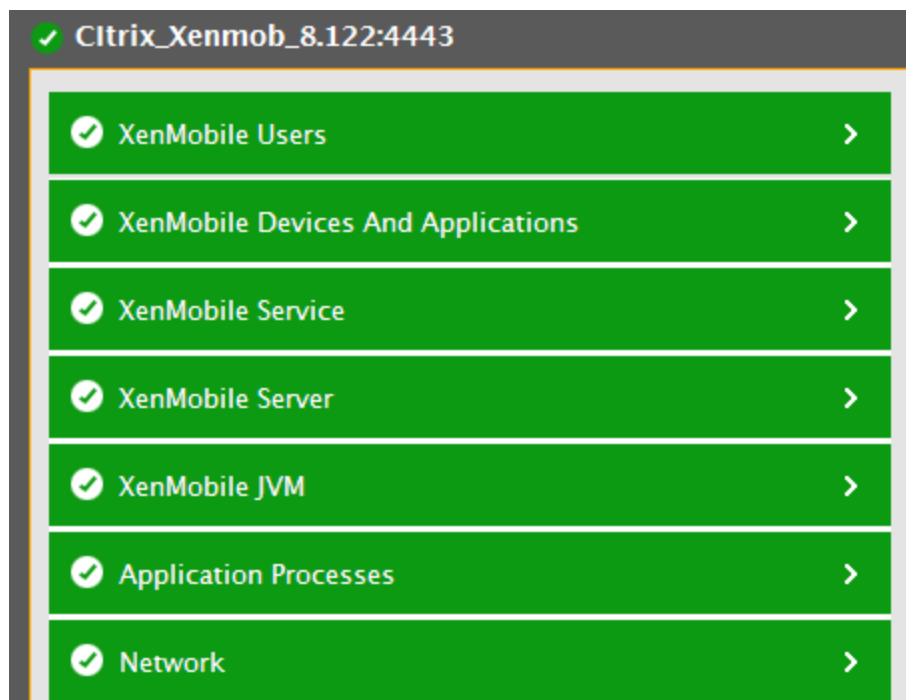 CItrix_Xenmob_8.122:4443
XenMobile Users
XenMobile Devices And Applications
XenMobile Service
XenMobile Server
XenMobile JVM
Application Processes
Network